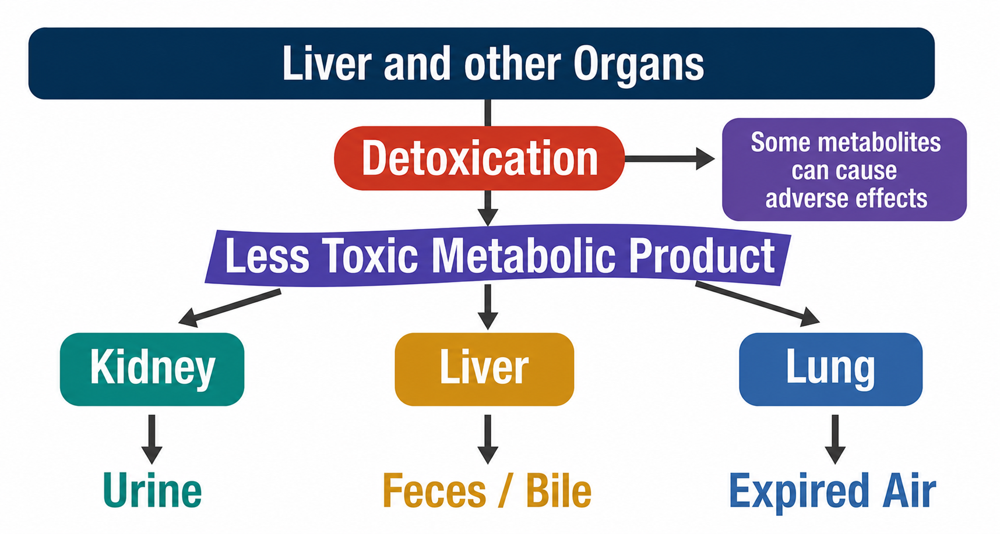 Liver and other Organs
Detoxication
Some metabolites
can cause
adverse effects
Less Toxic Metabolic Product
Kidney
Liver
Lung
Urine
Feces / Bile
Expired Air